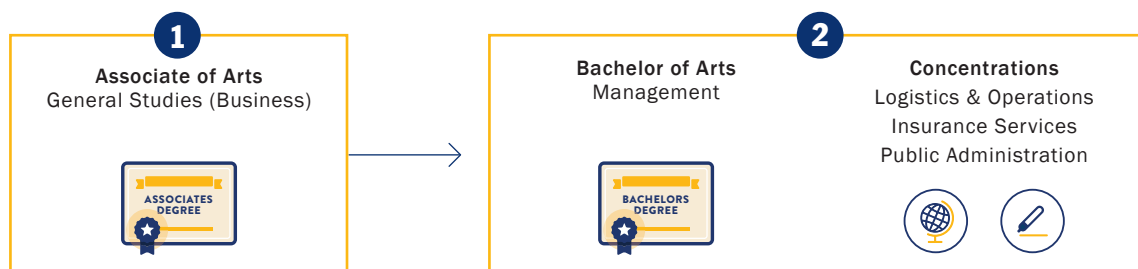 1
Associate of Arts
General Studies (Business)
ASSOCIATES
DEGREE
2
Bachelor of Arts
Management
BACHELORS
DEGREE
Concentrations
Logistics & Operations
Insurance Services
Public Administration